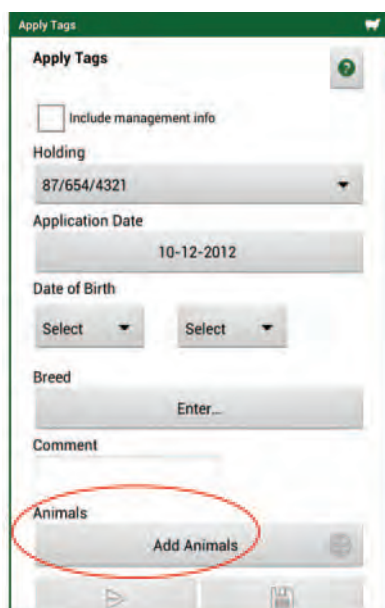 Apply Tags
Apply Tags
?
Include management info
Holding
87/654/4321
Application Date
10-12-2012
Date of Birth
Select Select
Breed
Enter...
Comment
Animals
Add Animals